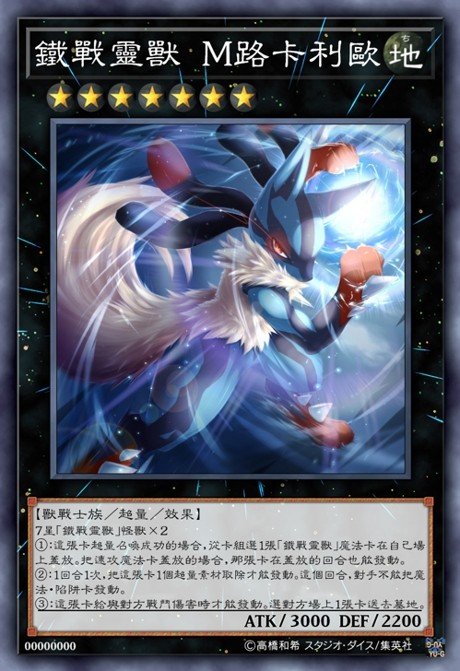 鐵戰靈獸 M路卡利歐
地
【獸戰士族／超量／效果】
7星「鐵戰靈獸」怪獸×2
①：這張卡超量召喚成功的場合，從卡組選1張「鐵戰靈獸」魔法卡在自己場
上蓋放。把速攻魔法卡蓋放的場合，那張卡在蓋放的回合也能發動。
②：1回合1次，把這張卡1個超量素材取除才能發動。這個回合，對手不能把魔
法・陷阱卡發動。
③：這張卡給與對方戰鬥傷害時才能發動。選對方場上1張卡送去墓地。
ATK／3000 DEF／2200
00000000
©高橋和希 スタジオ・ダイス/集英社